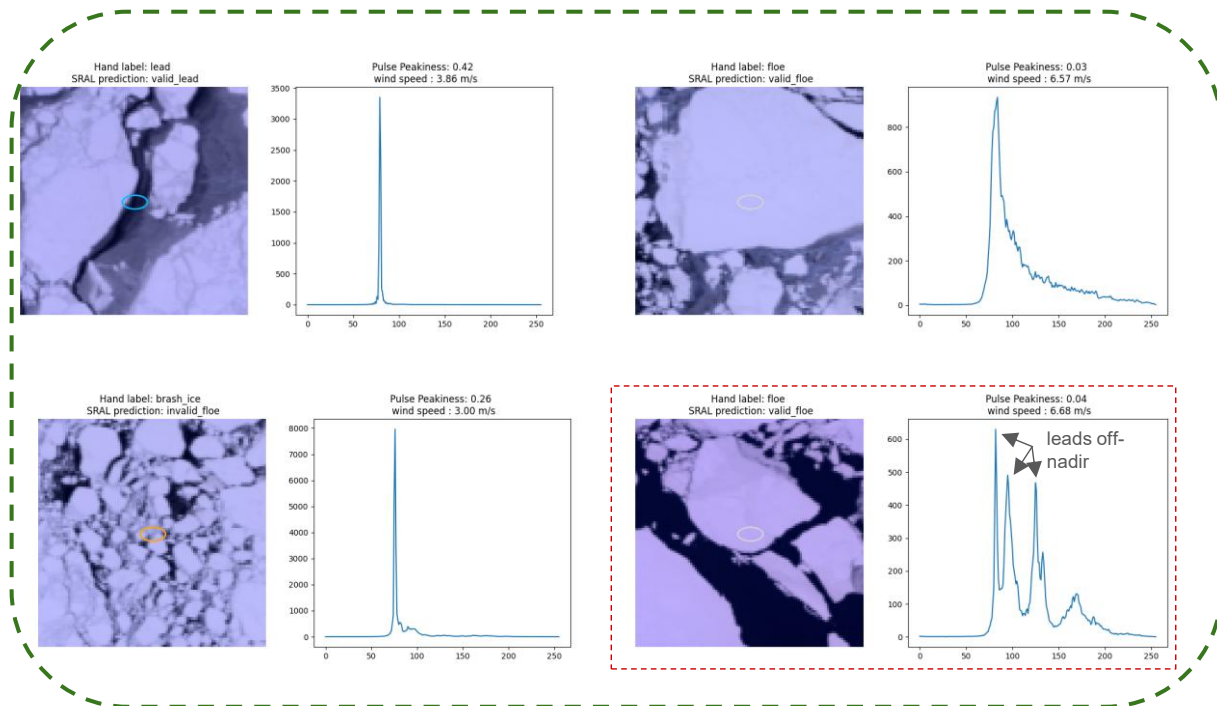 Hand label: lead
SRAL prediction: valid_lead
Pulse Peakiness: 0.42
wind speed : 3.86 m/s
3500
3000
2500
2000
1500
1000
500
0
0 50 100 150 200 250
Hand label: floe
SRAL prediction: valid_floe
Pulse Peakiness: 0.03
wind speed : 6.57 m/s
800
600
400
200
0
0 50 100 150 200 250
Hand label: brash_ice
SRAL prediction: invalid_floe
Pulse Peakiness: 0.26
wind speed : 3.00 m/s
8000
7000
6000
5000
4000
3000
2000
1000
0
0 50 100 150 200 250
Hand label: floe
SRAL prediction: valid_floe
Pulse Peakiness: 0.04
wind speed : 6.68 m/s
leads off-
nadir
600
500
400
300
200
100
0
0 50 100 150 200 250